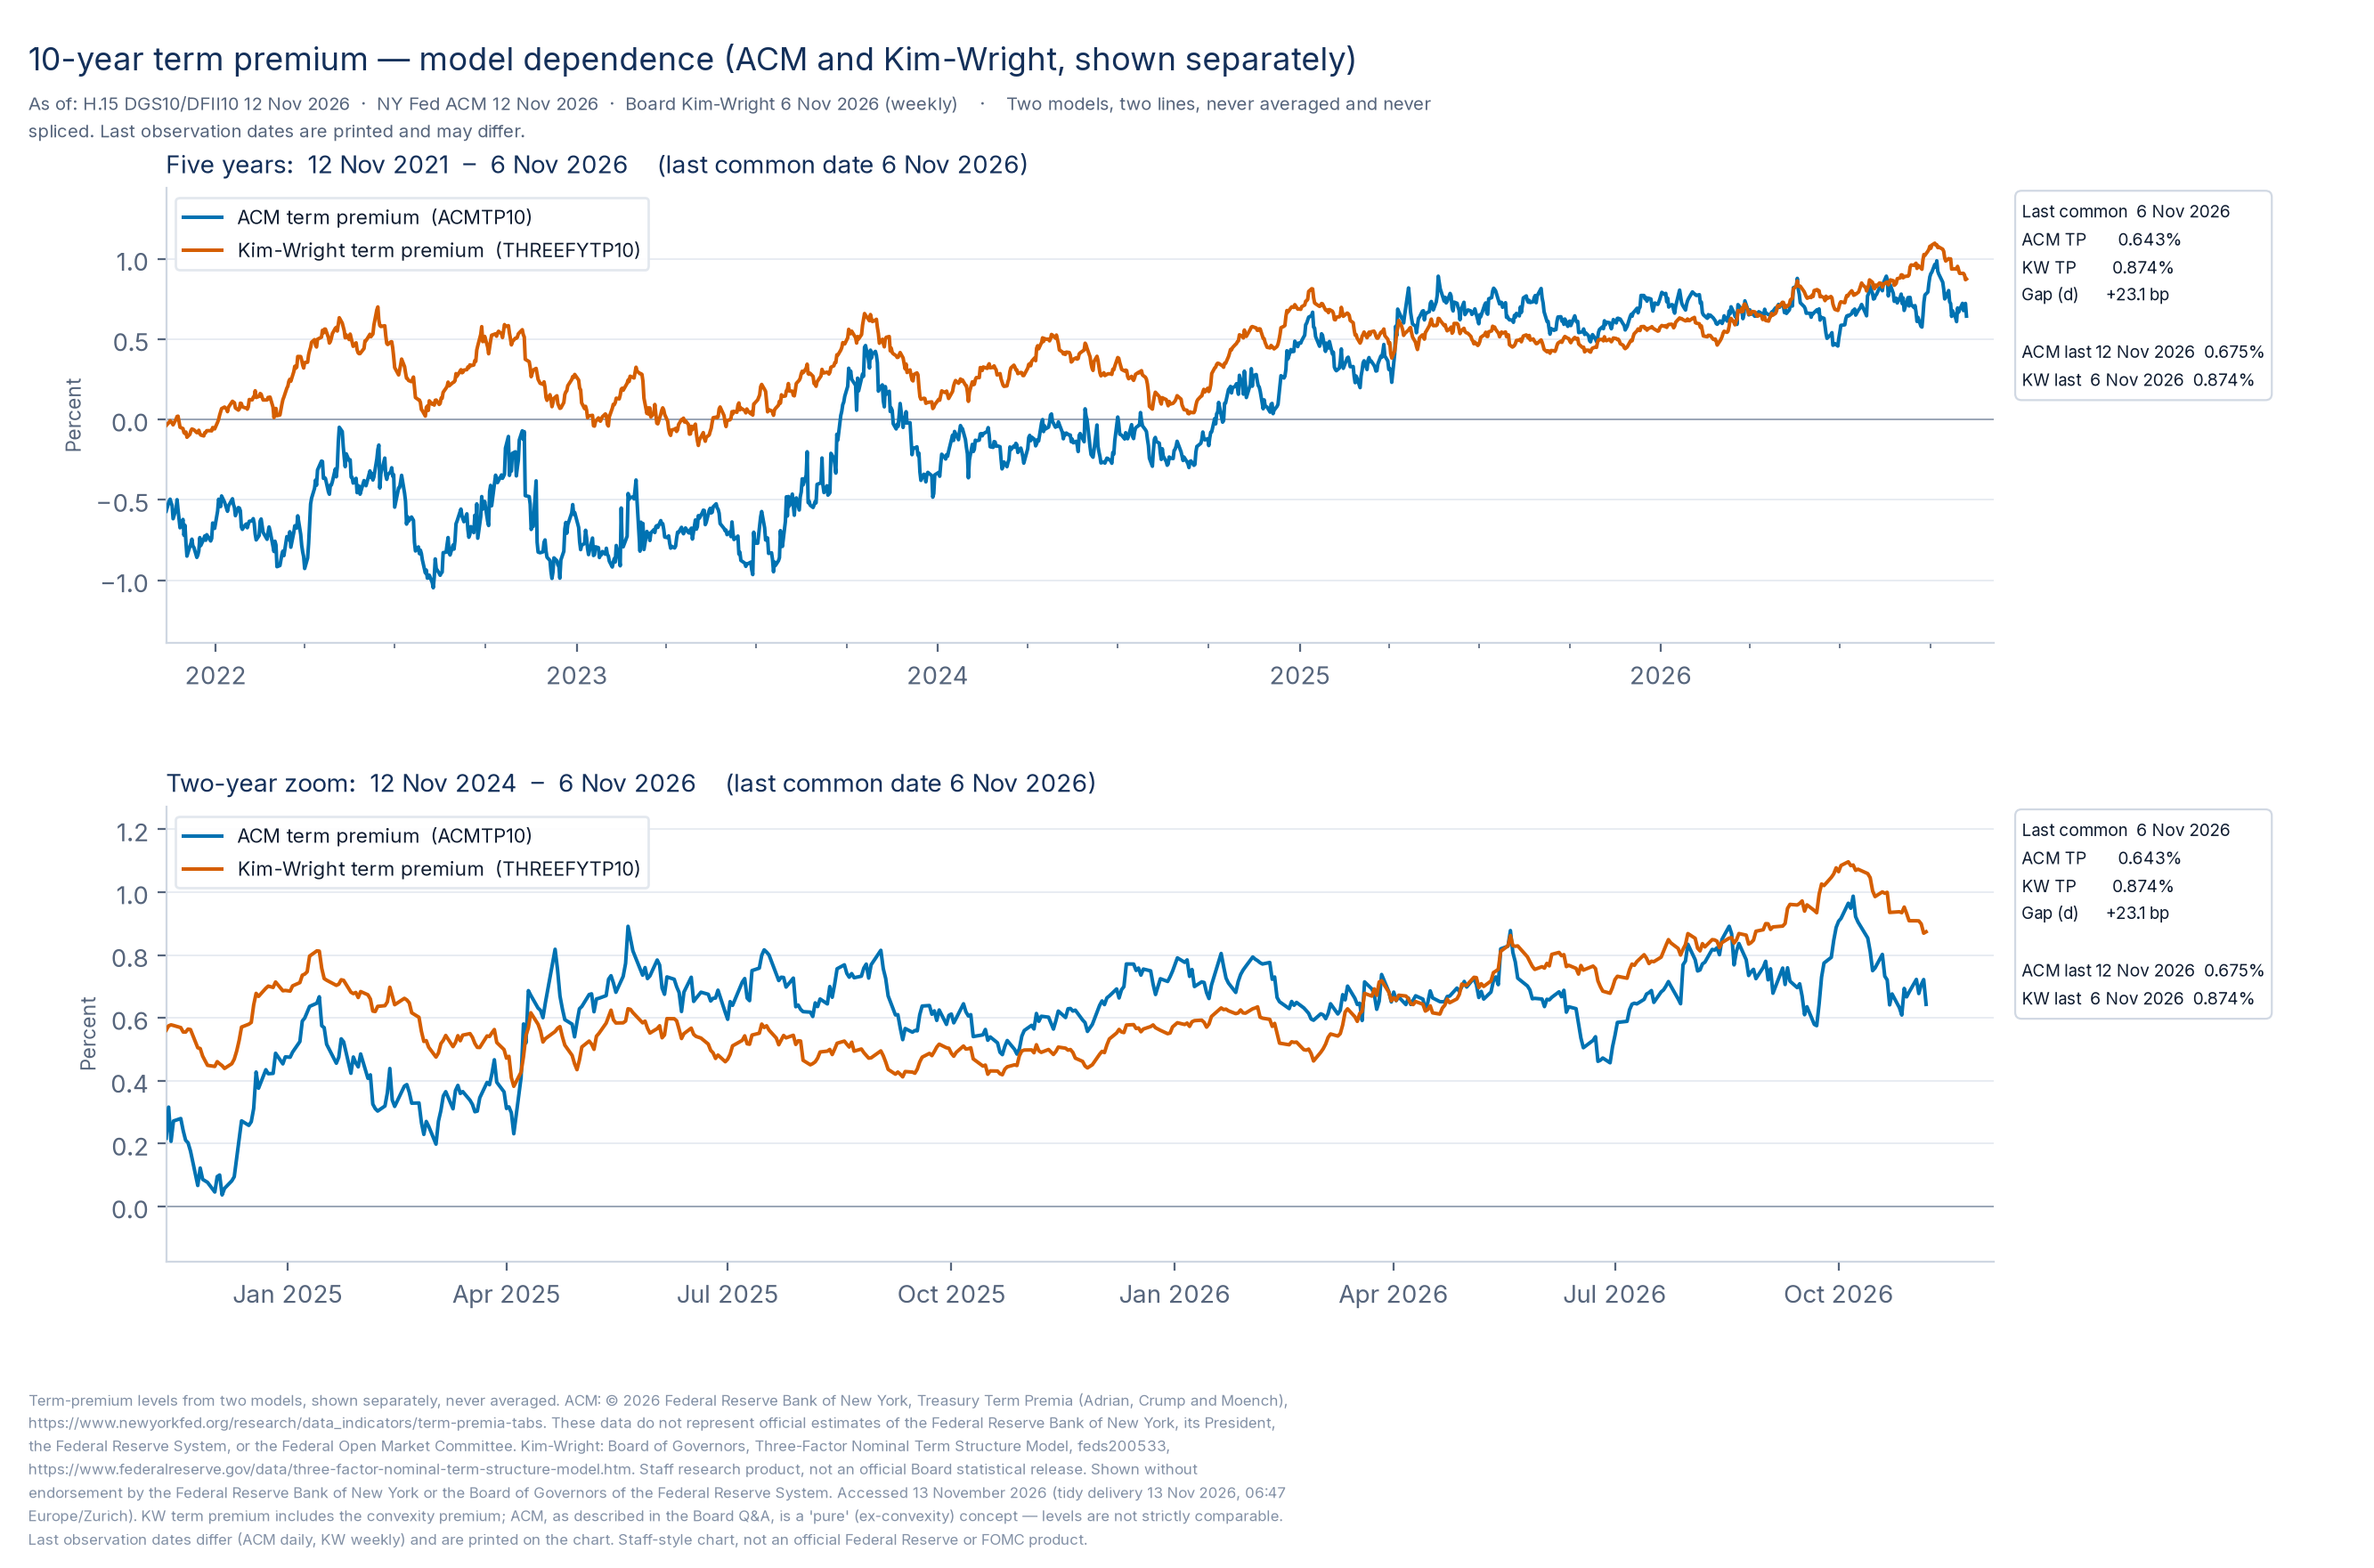 10-year term premium — model dependence (ACM and Kim-Wright, shown separately)
As of: H.15 DGS10/DFII10 12 Nov 2026 · NY Fed ACM 12 Nov 2026 · Board Kim-Wright 6 Nov 2026 (weekly) · Two models, two lines, never averaged and never
spliced. Last observation dates are printed and may differ.
Five years: 12 Nov 2021 – 6 Nov 2026 (last common date 6 Nov 2026)
ACM term premium (ACMTP10)
Kim-Wright term premium (THREEFYTP10)
Percent
1.0
0.5
0.0
−0.5
−1.0
2022
2023
2024
2025
2026
Last common 6 Nov 2026
ACM TP 0.643%
KW TP 0.874%
Gap (d) +23.1 bp
ACM last 12 Nov 2026 0.675%
KW last 6 Nov 2026 0.874%
Two-year zoom: 12 Nov 2024 – 6 Nov 2026 (last common date 6 Nov 2026)
ACM term premium (ACMTP10)
Kim-Wright term premium (THREEFYTP10)
Percent
1.2
1.0
0.8
0.6
0.4
0.2
0.0
Jan 2025
Apr 2025
Jul 2025
Oct 2025
Jan 2026
Apr 2026
Jul 2026
Oct 2026
Last common 6 Nov 2026
ACM TP 0.643%
KW TP 0.874%
Gap (d) +23.1 bp
ACM last 12 Nov 2026 0.675%
KW last 6 Nov 2026 0.874%
Term-premium levels from two models, shown separately, never averaged. ACM: © 2026 Federal Reserve Bank of New York, Treasury Term Premia (Adrian, Crump and Moench),
https://www.newyorkfed.org/research/data_indicators/term-premia-tabs. These data do not represent official estimates of the Federal Reserve Bank of New York, its President,
the Federal Reserve System, or the Federal Open Market Committee. Kim-Wright: Board of Governors, Three-Factor Nominal Term Structure Model, feds200533,
https://www.federalreserve.gov/data/three-factor-nominal-term-structure-model.htm. Staff research product, not an official Board statistical release. Shown without
endorsement by the Federal Reserve Bank of New York or the Board of Governors of the Federal Reserve System. Accessed 13 November 2026 (tidy delivery 13 Nov 2026, 06:47
Europe/Zurich). KW term premium includes the convexity premium; ACM, as described in the Board Q&A, is a 'pure' (ex-convexity) concept — levels are not strictly comparable.
Last observation dates differ (ACM daily, KW weekly) and are printed on the chart. Staff-style chart, not an official Federal Reserve or FOMC product.